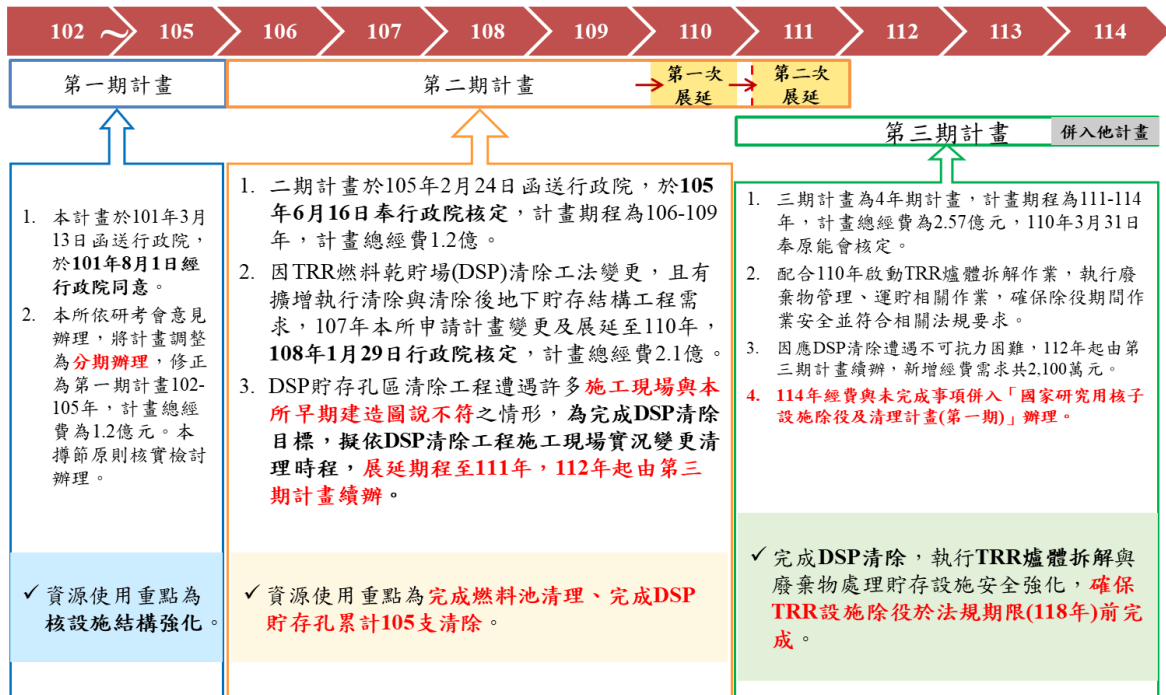 102 ~ 105 106 107 108 109 110 111 112 113 114
第一期計畫
第二期計畫
第一次
展延
第二次
展延
第三期計畫
併入他計畫
1. 本計畫於101年3月
13日函送行政院，
於101年8月1日經
行政院同意。
2. 本所依研考會意見
辦理，將計畫調整
為分期辦理，修正
為第一期計畫102-
105年，計畫總經
費為1.2億元。本
撙節原則核實檢討
辦理。
✓ 資源使用重點為
核設施結構強化。
1. 二期計畫於105年2月24日函送行政院，於105
年6月16日奉行政院核定，計畫期程為106-109
年，計畫總經費1.2億。
2. 因TRR燃料乾貯場(DSP)清除工法變更，且有
擴增執行清除與清除後地下貯存結構工程需
求，107年本所申請計畫變更及展延至110年，
108年1月29日行政院核定，計畫總經費2.1億。
3. DSP貯存孔區清除工程遭遇許多施工現場與本
所早期建造圖說不符之情形，為完成DSP清除
目標，擬依DSP清除工程施工現場實況變更清
理時程，展延期程至111年，112年起由第三
期計畫續辦。
✓ 資源使用重點為完成燃料池清理、完成DSP
貯存孔累計105支清除。
1. 三期計畫為4年期計畫，計畫期程為111-114
年，計畫總經費為2.57億元，110年3月31日
奉原能會核定。
2. 配合110年啟動TRR爐體拆解作業，執行廢
棄物管理、運貯相關作業，確保除役期間作
業安全並符合相關法規要求。
3. 因應DSP清除遭遇不可抗力困難，112年起由第
三期計畫續辦，新增經費需求共2,100萬元。
4. 114年經費與未完成事項併入「國家研究用核子
設施除役及清理計畫(第一期)」辦理。
✓ 完成DSP清除，執行TRR爐體拆解與
廢棄物處理貯存設施安全強化，確保
TRR設施除役於法規期限(118年)前完
成。